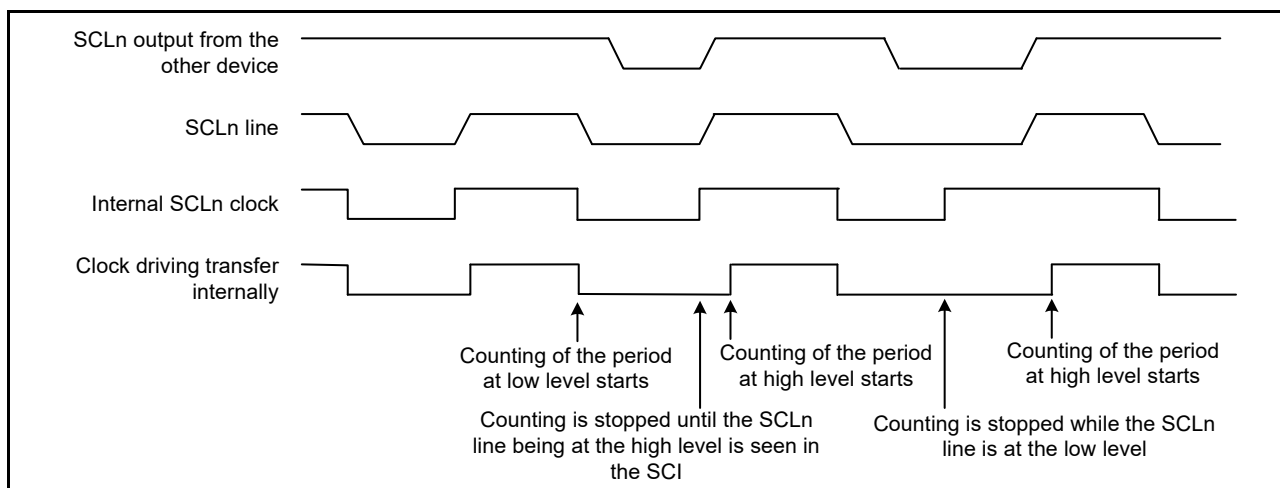 SCLn output from the
other device
SCLn line
Internal SCLn clock
Clock driving transfer
internally
Counting of the period
at low level starts
Counting of the period
at high level starts
Counting of the period
at high level starts
Counting is stopped until the SCLn
line being at the high level is seen in
the SCI
Counting is stopped while the SCLn
line is at the low level